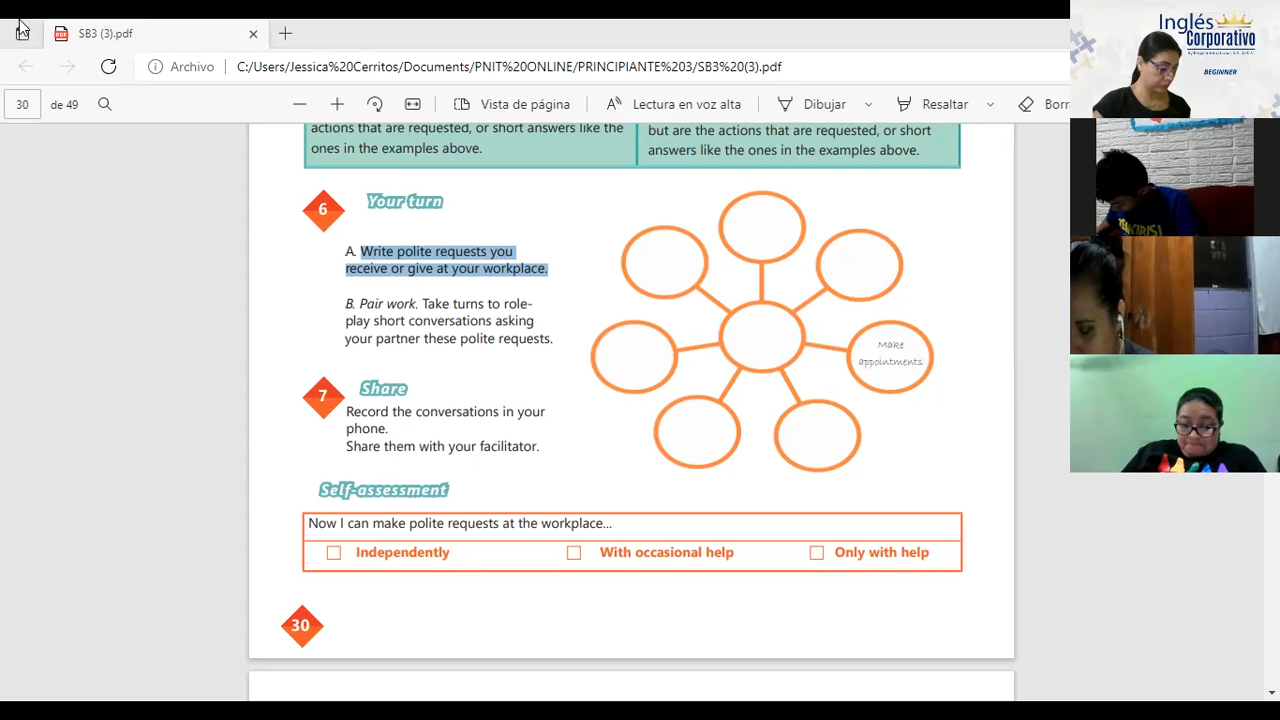 SB3 (3).pdf
Archivo
C:/Users/Jessica%20Cerritos/Documents/PNIT%20ONLINE/PRINCIPIANTE%203/SB3%20(3).pdf
30
de 49
Vista de página
Lectura en voz alta
Dibujar
Resaltar
Borr
Inglés
Corporativo
BEGINNER
actions that are requested, or short answers like the
ones in the examples above.
but are the actions that are requested, or short
answers like the ones in the examples above.
6
Your turn
A. Write polite requests you
receive or give at your workplace.
B. Pair work. Take turns to role-
play short conversations asking
your partner these polite requests.
Make
appointments
7
Share
Record the conversations in your
phone.
Share them with your facilitator.
Self-assessment
Now I can make polite requests at the workplace...
Independently
With occasional help
Only with help
30